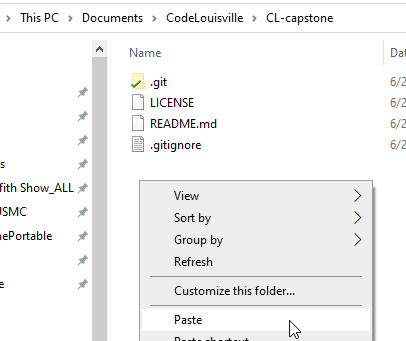 This PC > Documents > CodeLouisville > CL-capstone
Name
Dat
.git
6/2
LICENSE
6/2
README.md
6/2
.gitignore
6/2
s
fith Show_ALL
USMC
nePortable
e
View
Sort by
Group by
Refresh
Customize this folder...
Paste
Paste shortcut